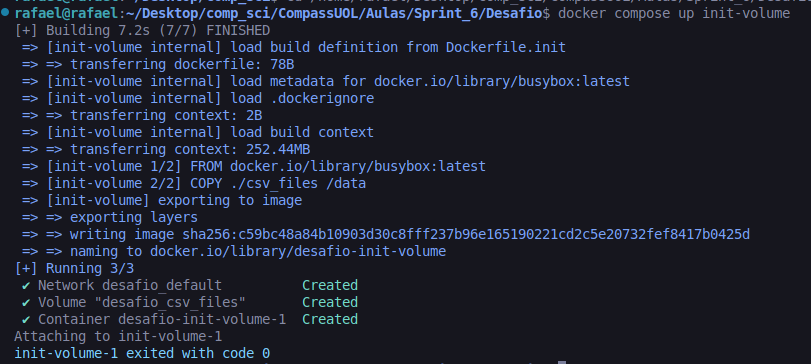 rafael@rafael:~/Desktop/comp_sci/CompassUOL/Aulas/Sprint_6/Desafio$ docker compose up init-volume
[+] Building 7.2s (7/7) FINISHED
=> [init-volume internal] load build definition from Dockerfile.init
=> => transferring dockerfile: 78B
=> [init-volume internal] load metadata for docker.io/library/busybox:latest
=> [init-volume internal] load .dockerignore
=> => transferring context: 2B
=> [init-volume internal] load build context
=> => transferring context: 252.44MB
=> [init-volume 1/2] FROM docker.io/library/busybox:latest
=> [init-volume 2/2] COPY ./csv_files /data
=> [init-volume] exporting to image
=> => exporting layers
=> => writing image sha256:c59bc48a84b10903d30c8fff237b96e165190221cd2c5e20732fef8417b0425d
=> => naming to docker.io/library/desafio-init-volume
[+] Running 3/3
✔ Network desafio_default Created
✔ Volume "desafio_csv_files" Created
✔ Container desafio-init-volume-1 Created
Attaching to init-volume-1
init-volume-1 exited with code 0